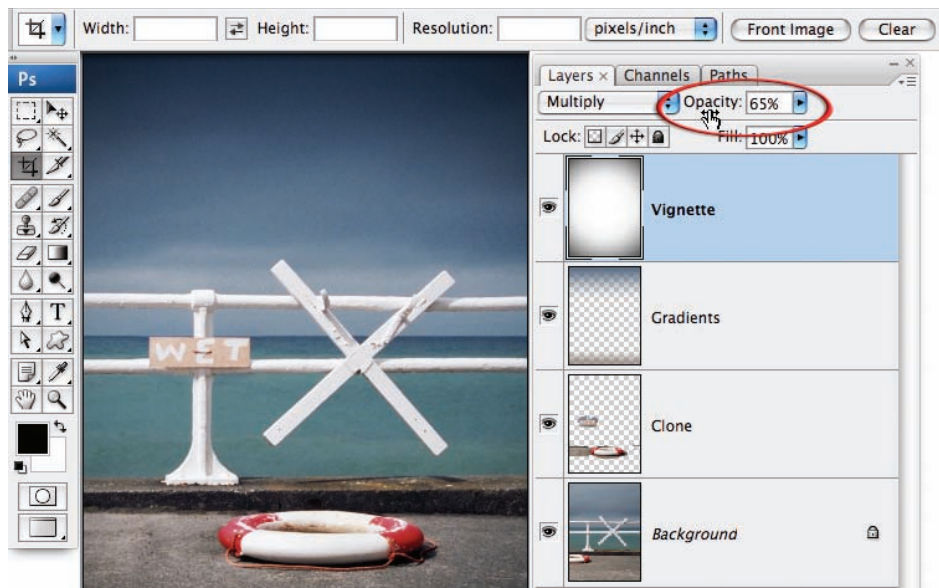 Width: Height: Resolution: pixels/inch Front Image Clear
Ps
Layers × Channels Paths
Multiply Opacity: 65%
Lock: Fill: 100%
Vignette
Gradients
Clone
Background
WET
T